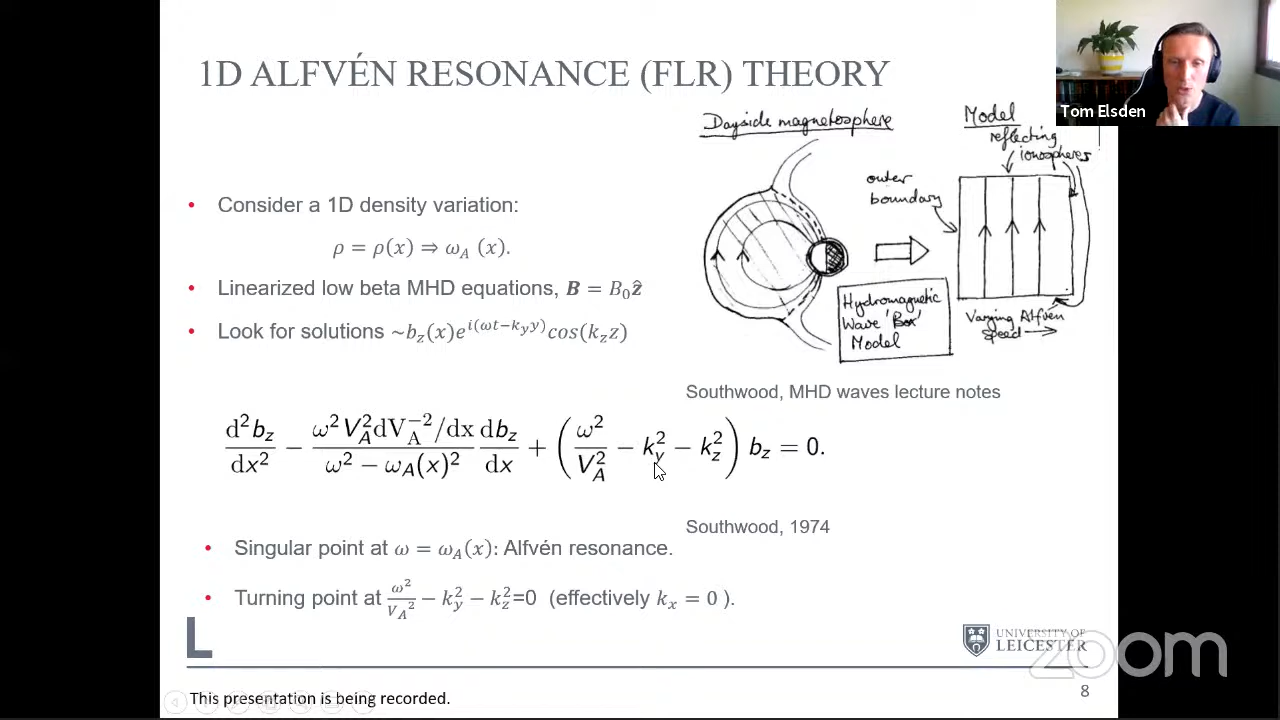 1D ALFVÉN RESONANCE (FLR) THEORY
Tom Elsden
Dayside magnetosphere
Model
reflecting
ionospheres
outer
boundary
Hydromagnetic
Wave 'Box'
Model
Varying Alfvén
speed
• Consider a 1D density variation:
ρ = ρ(x) ⇒ ω_A (x).
• Linearized low beta MHD equations, B = B₀ẑ
• Look for solutions ~b_z(x)e^{i(ωt−k_y y)}cos(k_z z)
Southwood, MHD waves lecture notes
d²b_z/dx² − (ω² V_A² dV_A^{−2}/dx)/(ω² − ω_A(x)²) db_z/dx + (ω²/V_A² − k_y² − k_z²) b_z = 0.
Southwood, 1974
• Singular point at ω = ω_A(x): Alfvén resonance.
• Turning point at ω²/V_A² − k_y² − k_z²=0 (effectively k_x = 0 ).
L
UNIVERSITY OF
LEICESTER
zoom
8
This presentation is being recorded.